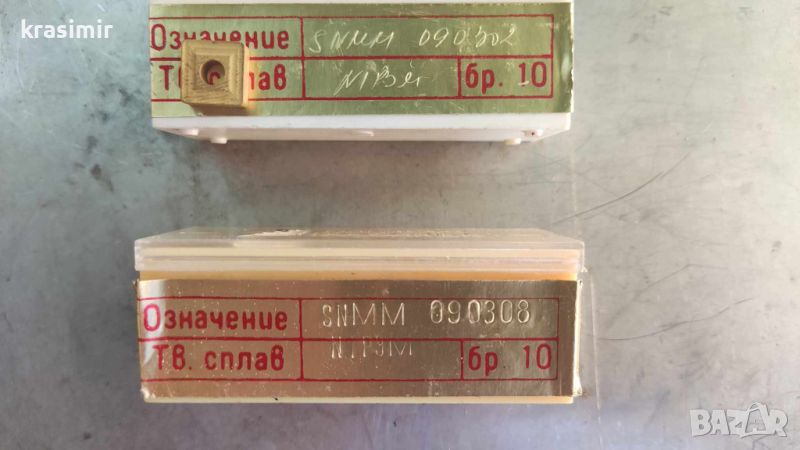 krasimir
Означение SNMM 090302
Тв. сплав бр. 10
Означение SNMM 090308
Тв. сплав бр. 10
BAZAR